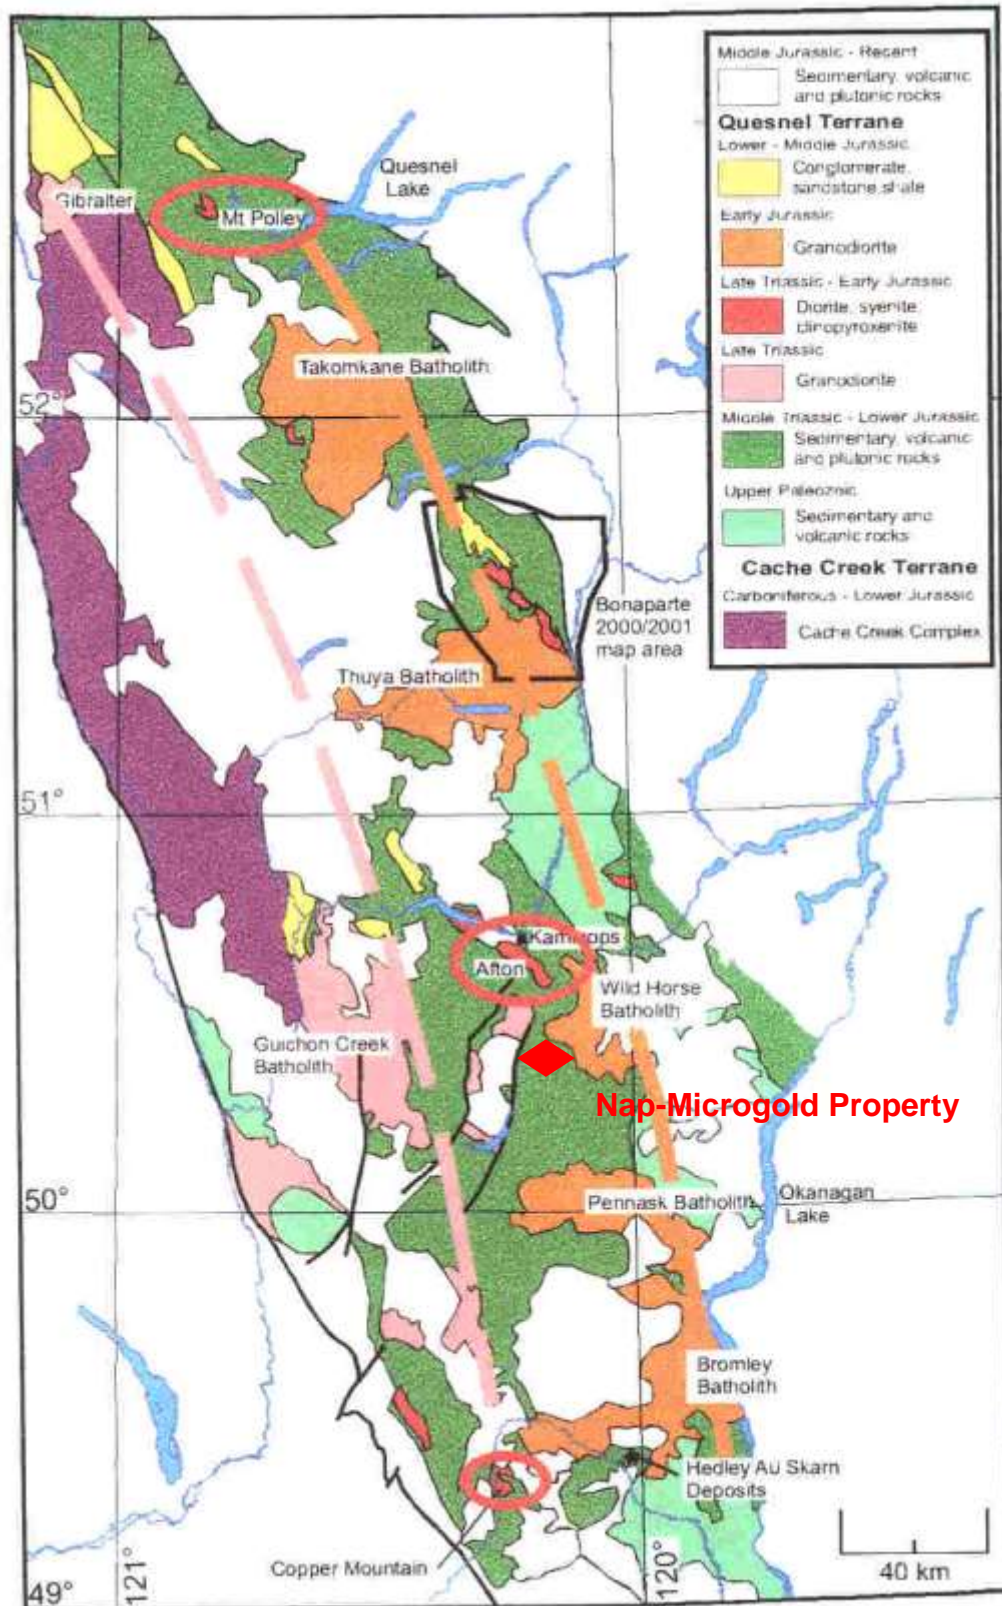 Middle Jurassic - Recent
Sedimentary, volcanic
and plutonic rocks
Quesnel Terrane
Lower - Middle Jurassic
Conglomerate,
sandstone, shale
Early Jurassic
Granodiorite
Late Triassic - Early Jurassic
Diorite, syenite,
clinopyroxenite
Late Triassic
Granodiorite
Middle Triassic - Lower Jurassic
Sedimentary, volcanic
and plutonic rocks
Upper Paleozoic
Sedimentary and
volcanic rocks
Cache Creek Terrane
Carboniferous - Lower Jurassic
Cache Creek Complex
Quesnel
Lake
Gibralter
Mt Polley
Takomkane Batholith
52°
Bonaparte
2000/2001
map area
Thuya Batholith
51°
Kamloops
Afton
Wild Horse
Batholith
Guichon Creek
Batholith
Nap-Microgold Property
50°
Pennask Batholith
Okanagan
Lake
Bromley
Batholith
Hedley Au Skarn
Deposits
Copper Mountain
40 km
49°
121°
120°